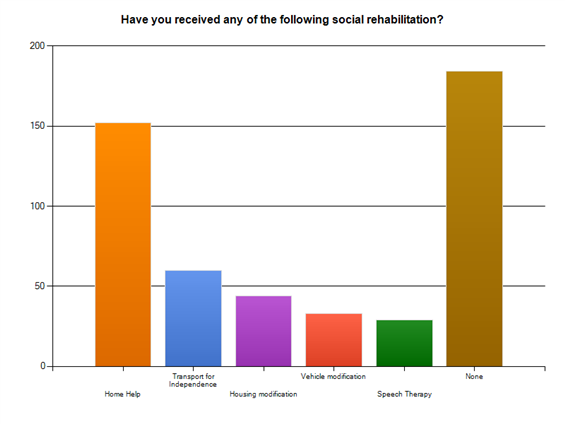 Have you received any of the following social rehabilitation?
200
150
100
50
0
Home Help
Transport for
Independence
Housing modification
Vehicle modification
Speech Therapy
None